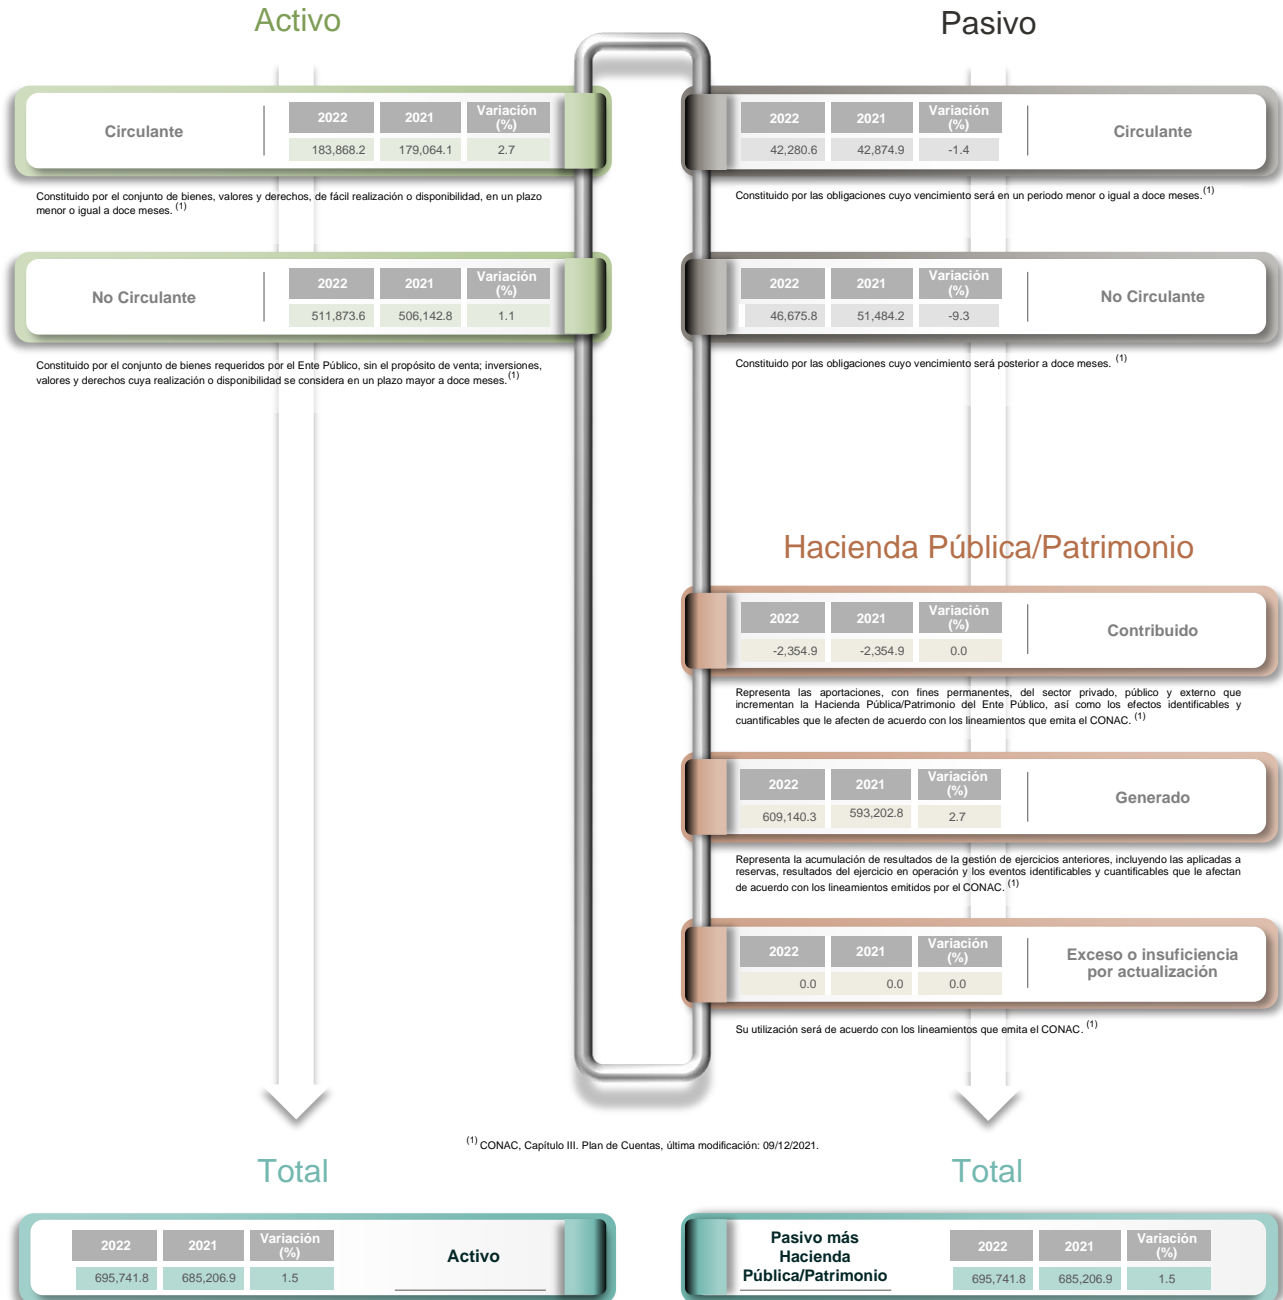 Activo
Circulante
2022 2021 Variación (%)
183,868.2 179,064.1 2.7
Constituido por el conjunto de bienes, valores y derechos, de fácil realización o disponibilidad, en un plazo
menor o igual a doce meses. (1)
No Circulante
2022 2021 Variación (%)
511,873.6 506,142.8 1.1
Constituido por el conjunto de bienes requeridos por el Ente Público, sin el propósito de venta; inversiones,
valores y derechos cuya realización o disponibilidad se considera en un plazo mayor a doce meses. (1)
Pasivo
2022 2021 Variación (%)
42,280.6 42,874.9 -1.4
Circulante
Constituido por las obligaciones cuyo vencimiento será en un periodo menor o igual a doce meses. (1)
2022 2021 Variación (%)
46,675.8 51,484.2 -9.3
No Circulante
Constituido por las obligaciones cuyo vencimiento será posterior a doce meses. (1)
Hacienda Pública/Patrimonio
2022 2021 Variación (%)
-2,354.9 -2,354.9 0.0
Contribuido
Representa las aportaciones, con fines permanentes, del sector privado, público y externo que
incrementan la Hacienda Pública/Patrimonio del Ente Público, así como los efectos identificables y
cuantificables que le afecten de acuerdo con los lineamientos que emita el CONAC. (1)
2022 2021 Variación (%)
609,140.3 593,202.8 2.7
Generado
Representa la acumulación de resultados de la gestión de ejercicios anteriores, incluyendo las aplicadas a
reservas, resultados del ejercicio en operación y los eventos identificables y cuantificables que le afectan
de acuerdo con los lineamientos emitidos por el CONAC. (1)
2022 2021 Variación (%)
0.0 0.0 0.0
Exceso o insuficiencia
por actualización
Su utilización será de acuerdo con los lineamientos que emita el CONAC. (1)
(1) CONAC, Capítulo III. Plan de Cuentas, última modificación: 09/12/2021.
Total
2022 2021 Variación (%)
695,741.8 685,206.9 1.5
Activo
Total
Pasivo más
Hacienda
Pública/Patrimonio
2022 2021 Variación (%)
695,741.8 685,206.9 1.5